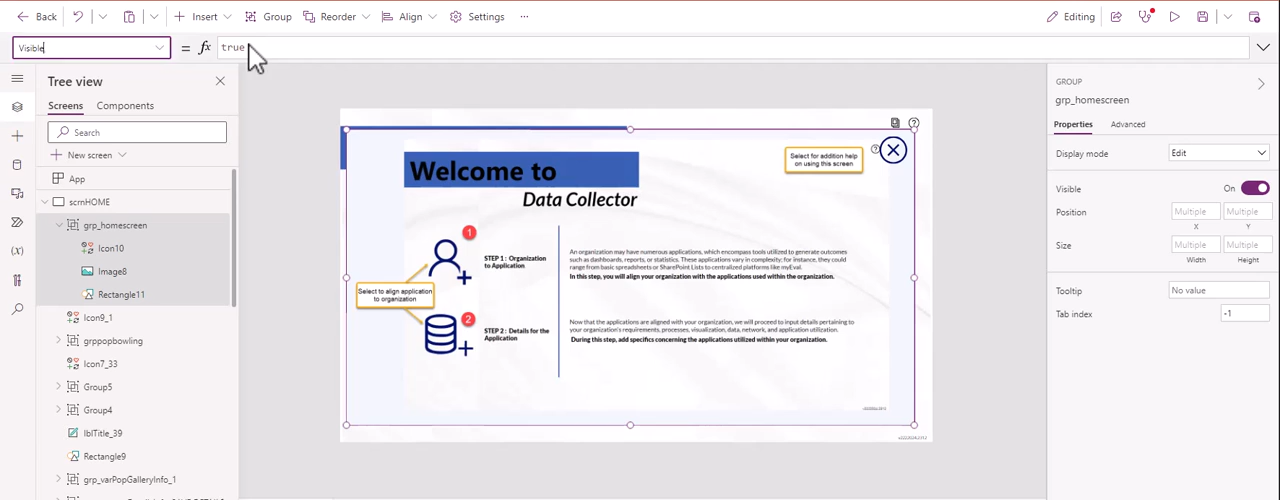 Back
Insert
Group
Reorder
Align
Settings
Editing
Visible
=
fx
true
Tree view
Screens
Components
Search
New screen
App
scrnHOME
grp_homescreen
Icon10
Image8
Rectangle11
Icon9_1
grppopbowling
Icon7_33
Group5
Group4
lblTitle_39
Rectangle9
grp_varPopGalleryInfo_1
Welcome to
Data Collector
Select for addition help
on using this screen
1
STEP 1 : Organization
to Application
An organization may have numerous applications, which encompass tools utilized to generate outcomes
such as dashboards, reports, or statistics. These applications vary in complexity; for instance, they could
range from basic spreadsheets or SharePoint Lists to centralized platforms like myEval.
In this step, you will align your organization with the applications used within the organization.
Select to align application
to organization
2
STEP 2 : Details for the
Application
Now that the applications are aligned with your organization, we will proceed to input details pertaining to
your organization's requirements, processes, visualization, data, network, and application utilization.
During this step, add specifics concerning the applications utilized within your organization.
GROUP
grp_homescreen
Properties
Advanced
Display mode
Edit
Visible
On
Position
Multiple
Multiple
X
Y
Size
Multiple
Multiple
Width
Height
Tooltip
No value
Tab index
-1